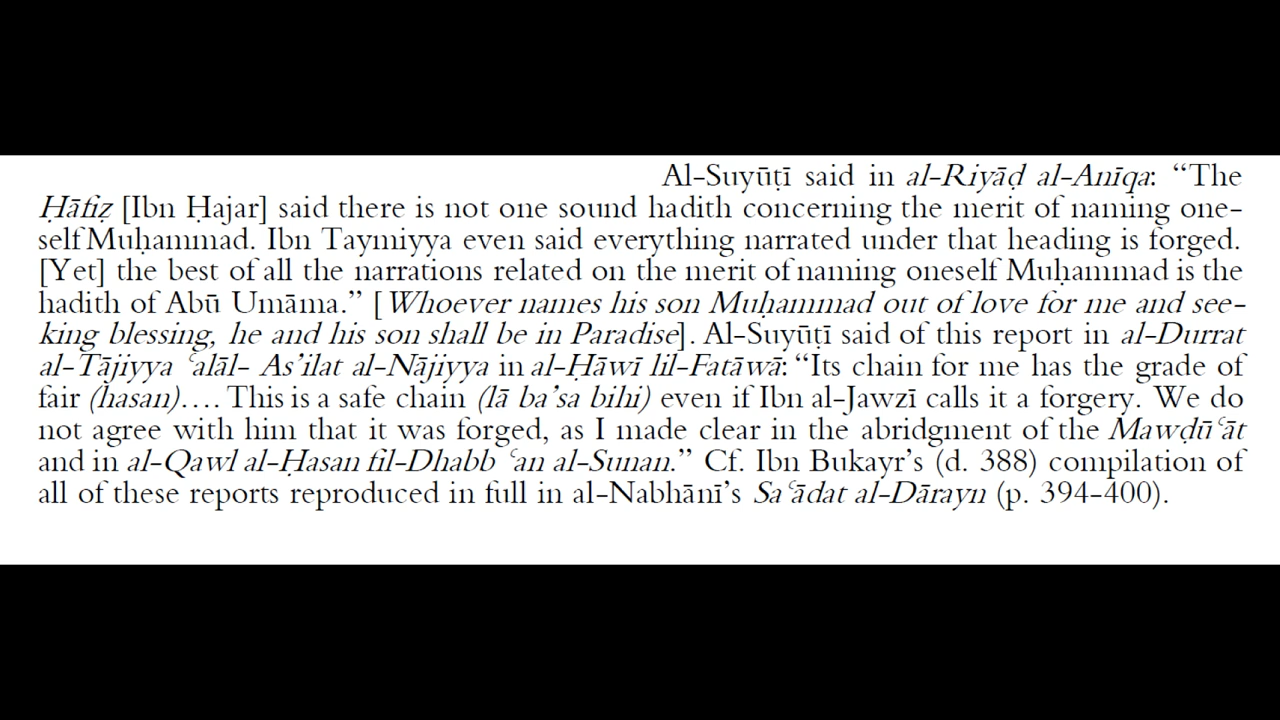 Al-Suyūṭī said in al-Riyāḍ al-Anīqa: “The
Ḥāfiẓ [Ibn Ḥajar] said there is not one sound hadith concerning the merit of naming one-
self Muḥammad. Ibn Taymiyya even said everything narrated under that heading is forged.
[Yet] the best of all the narrations related on the merit of naming oneself Muḥammad is the
hadith of Abū Umāma.” [Whoever names his son Muḥammad out of love for me and see-
king blessing, he and his son shall be in Paradise]. Al-Suyūṭī said of this report in al-Durrat
al-Tājiyya ʿalāl- As’ilat al-Nājiyya in al-Ḥāwī lil-Fatāwā: “Its chain for me has the grade of
fair (hasan)…. This is a safe chain (lā ba’sa bihi) even if Ibn al-Jawzī calls it a forgery. We do
not agree with him that it was forged, as I made clear in the abridgment of the Mawḍūʿāt
and in al-Qawl al-Ḥasan fil-Dhabb ʿan al-Sunan.” Cf. Ibn Bukayr’s (d. 388) compilation of
all of these reports reproduced in full in al-Nabhānī’s Saʿādat al-Dārayn (p. 394-400).